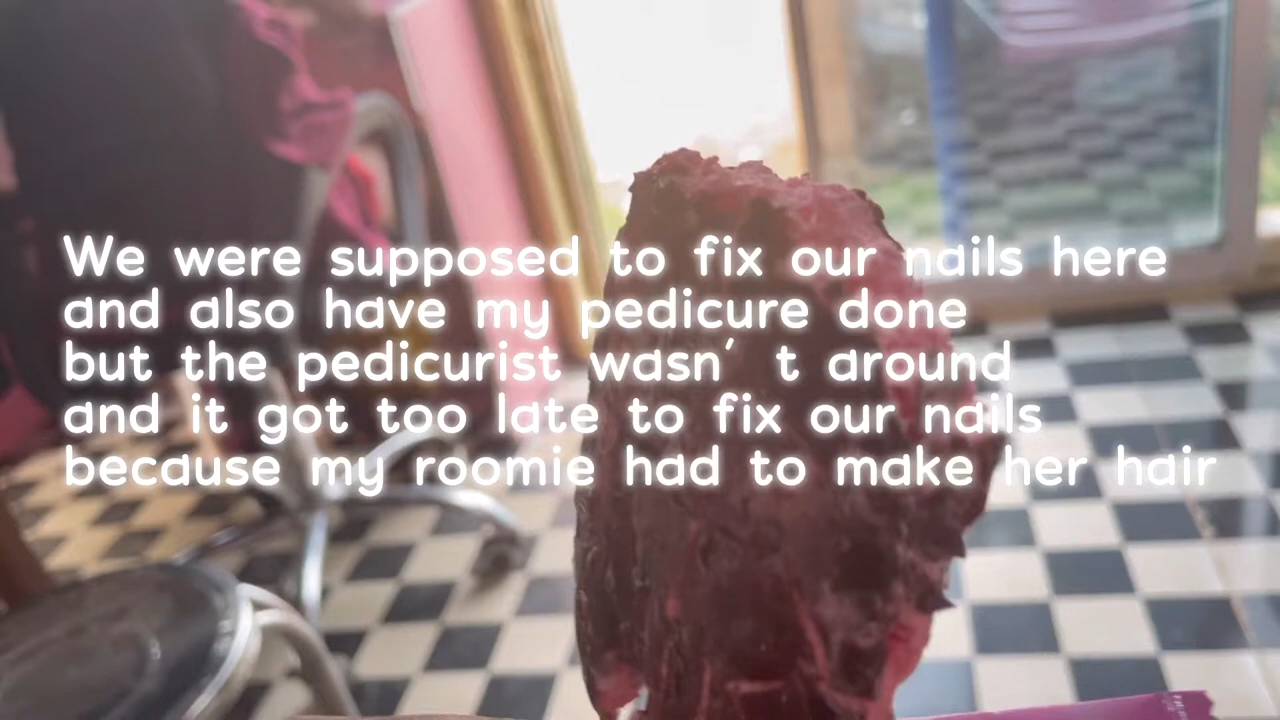 We were supposed to fix our nails here
and also have my pedicure done
but the pedicurist wasn’ t around
and it got too late to fix our nails
because my roomie had to make her hair